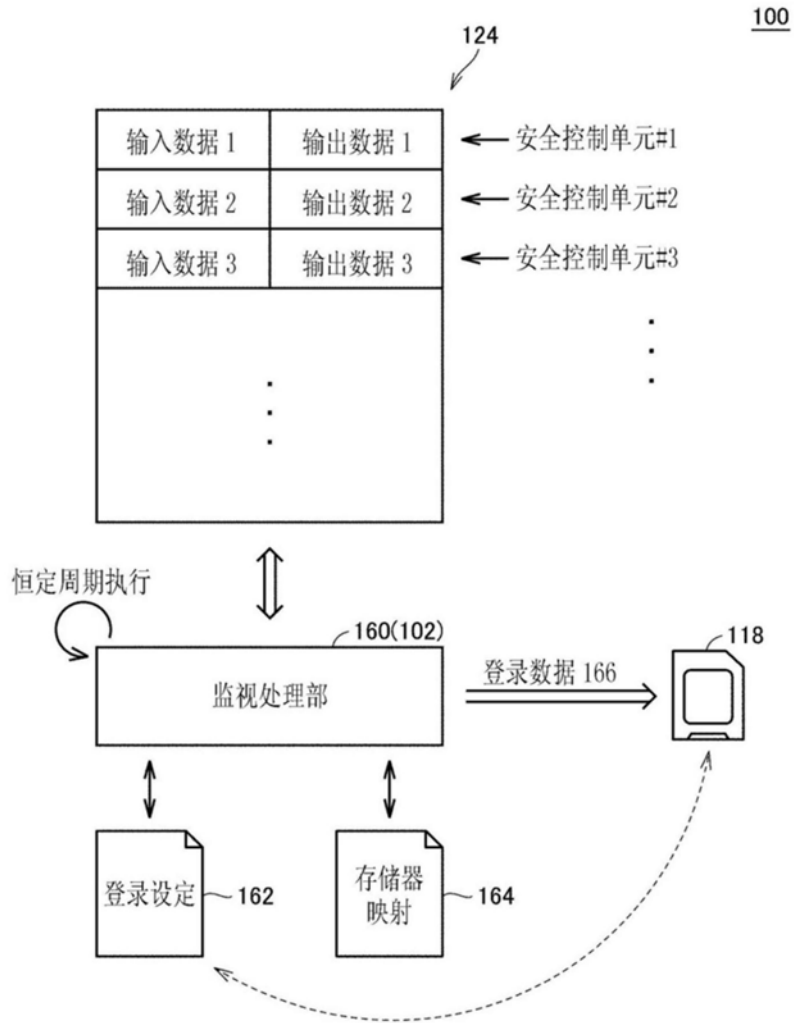 100
124
输入数据 1 输出数据 1 安全控制单元#1
输入数据 2 输出数据 2 安全控制单元#2
输入数据 3 输出数据 3 安全控制单元#3
恒定周期执行
160(102)
118
监视处理部
登录数据 166
登录设定
162
存储器
映射
164